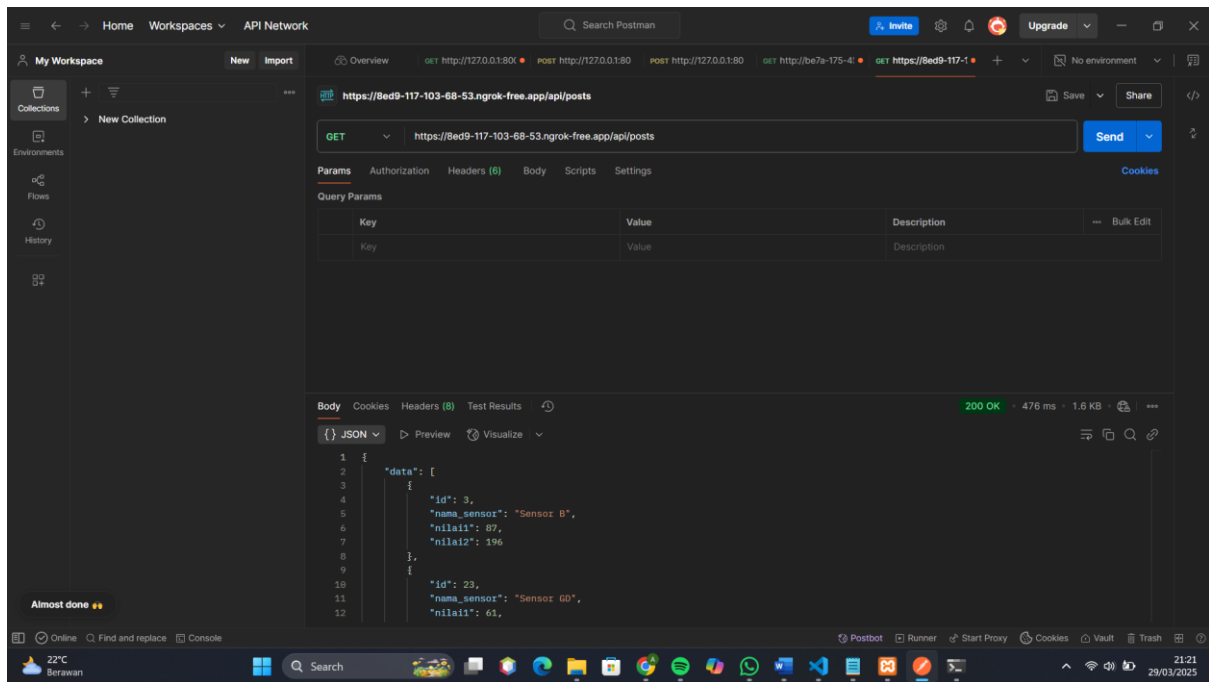 Home Workspaces API Network Search Postman Invite Upgrade
My Workspace New Import Overview GET http://127.0.0.1:80( POST http://127.0.0.1:80 POST http://127.0.0.1:80 GET http://be7a-175-4 GET https://8ed9-117-1 No environment
Collections
New Collection
Environments
Flows
History
HTTP https://8ed9-117-103-68-53.ngrok-free.app/api/posts Save Share
GET https://8ed9-117-103-68-53.ngrok-free.app/api/posts Send
Params Authorization Headers (6) Body Scripts Settings Cookies
Query Params
Key Value Description Bulk Edit
Key Value Description
Body Cookies Headers (8) Test Results 200 OK 476 ms 1.6 KB
{} JSON Preview Visualize
1 {
2 "data": [
3 {
4 "id": 3,
5 "nama_sensor": "Sensor B",
6 "nilai1": 87,
7 "nilai2": 196
8 },
9 {
10 "id": 23,
11 "nama_sensor": "Sensor GD",
12 "nilai1": 61,
Almost done
Online Find and replace Console Postbot Runner Start Proxy Cookies Vault Trash
22°C
Berawan
Search
21:21
29/03/2025